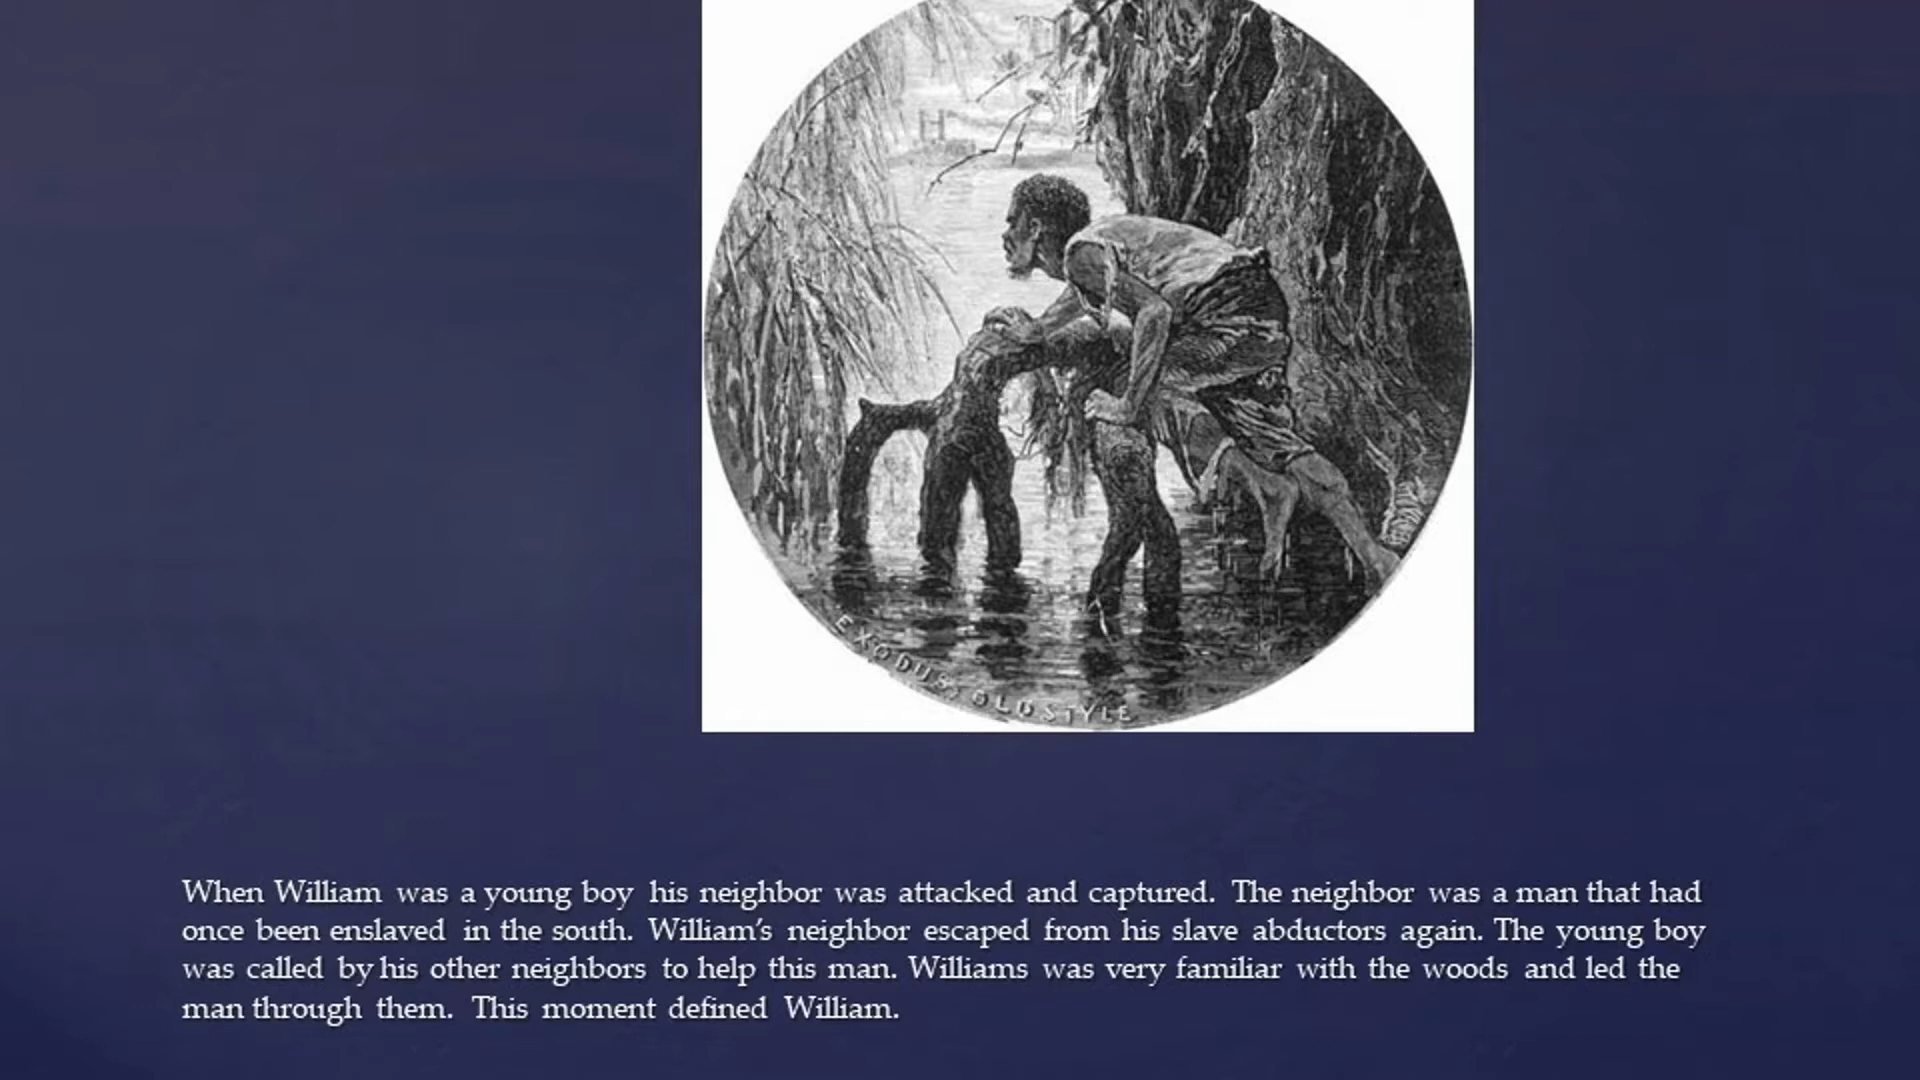 EXODUS, OLD STYLE
When William was a young boy his neighbor was attacked and captured. The neighbor was a man that had
once been enslaved in the south. William’s neighbor escaped from his slave abductors again. The young boy
was called by his other neighbors to help this man. Williams was very familiar with the woods and led the
man through them. This moment defined William.